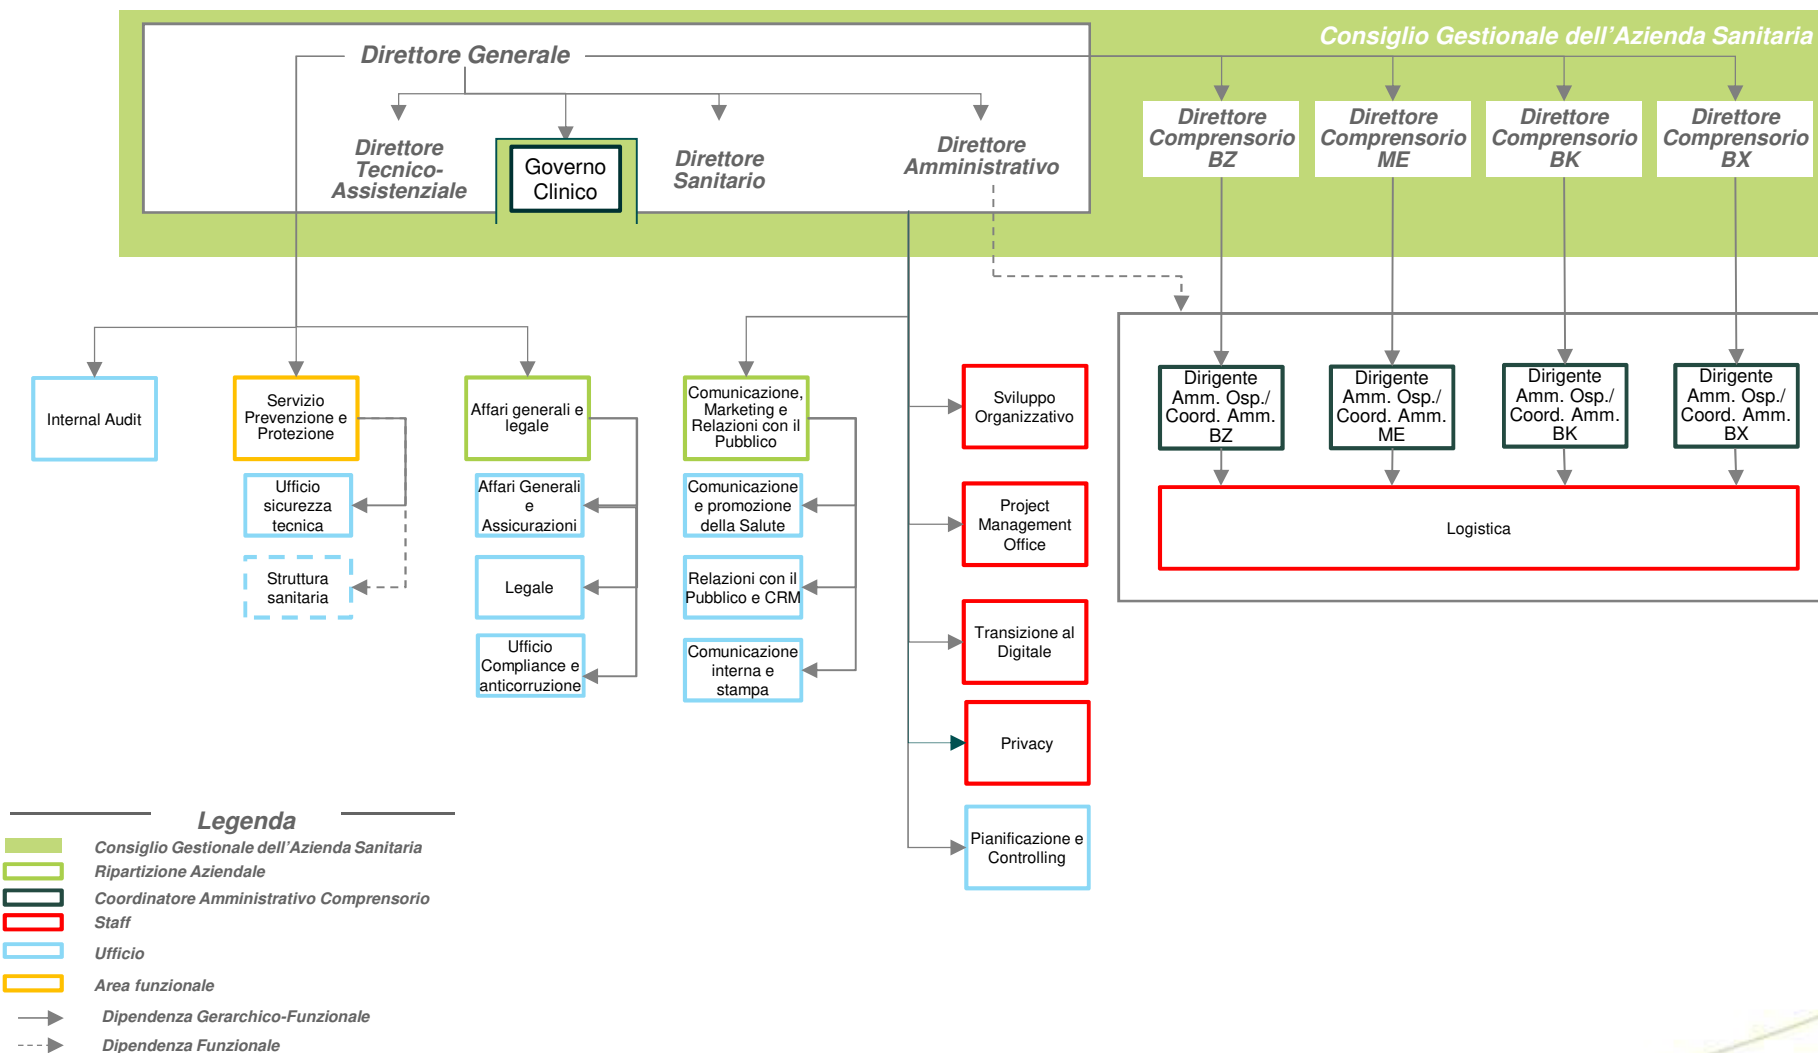 Consiglio Gestionale dell'Azienda Sanitaria
Direttore Generale
Direttore
Tecnico-
Assistenziale
Governo
Clinico
Direttore
Sanitario
Direttore
Amministrativo
Direttore
Comprensorio
BZ
Direttore
Comprensorio
ME
Direttore
Comprensorio
BK
Direttore
Comprensorio
BX
Internal Audit
Servizio
Prevenzione e
Protezione
Ufficio
sicurezza
tecnica
Struttura
sanitaria
Affari generali e
legale
Affari Generali
e
Assicurazioni
Legale
Ufficio
Compliance e
anticorruzione
Comunicazione,
Marketing e
Relazioni con il
Pubblico
Comunicazione
e promozione
della Salute
Relazioni con il
Pubblico e CRM
Comunicazione
interna e
stampa
Sviluppo
Organizzativo
Project
Management
Office
Transizione al
Digitale
Privacy
Pianificazione e
Controlling
Dirigente
Amm. Osp./
Coord. Amm.
BZ
Dirigente
Amm. Osp./
Coord. Amm.
ME
Dirigente
Amm. Osp./
Coord. Amm.
BK
Dirigente
Amm. Osp./
Coord. Amm.
BX
Logistica
Legenda
Consiglio Gestionale dell'Azienda Sanitaria
Ripartizione Aziendale
Coordinatore Amministrativo Comprensorio
Staff
Ufficio
Area funzionale
Dipendenza Gerarchico-Funzionale
Dipendenza Funzionale